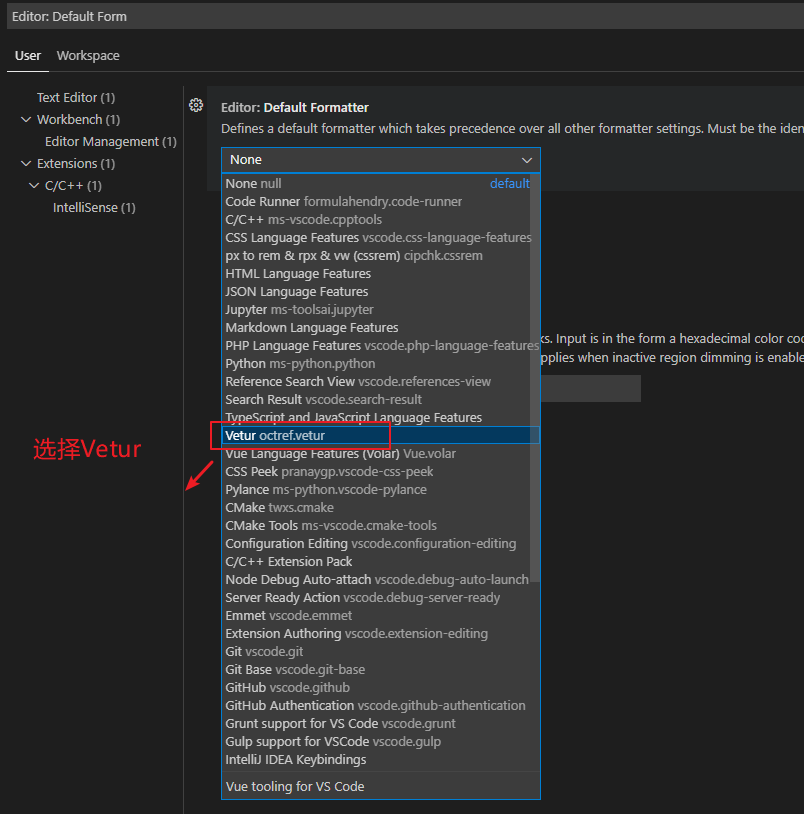 Editor: Default Form
User Workspace
Text Editor (1)
Workbench (1)
Editor Management (1)
Extensions (1)
C/C++ (1)
IntelliSense (1)
Editor: Default Formatter
Defines a default formatter which takes precedence over all other formatter settings. Must be the iden
None
None null default
Code Runner formulahendry.code-runner
C/C++ ms-vscode.cpptools
CSS Language Features vscode.css-language-features
px to rem & rpx & vw (cssrem) cipchk.cssrem
HTML Language Features
JSON Language Features
Jupyter ms-toolsai.jupyter
Markdown Language Features
PHP Language Features vscode.php-language-features
ks. Input is in the form a hexadecimal color coc
Python ms-python.python
pplies when inactive region dimming is enable
Reference Search View vscode.references-view
Search Result vscode.search-result
TypeScript and JavaScript Language Features
Vetur octref.vetur
选择Vetur
Vue Language Features (Volar) Vue.volar
CSS Peek pranaygp.vscode-css-peek
Pylance ms-python.vscode-pylance
CMake twxs.cmake
CMake Tools ms-vscode.cmake-tools
Configuration Editing vscode.configuration-editing
C/C++ Extension Pack
Node Debug Auto-attach vscode.debug-auto-launch
Server Ready Action vscode.debug-server-ready
Emmet vscode.emmet
Extension Authoring vscode.extension-editing
Git vscode.git
Git Base vscode.git-base
GitHub vscode.github
GitHub Authentication vscode.github-authentication
Grunt support for VS Code vscode.grunt
Gulp support for VSCode vscode.gulp
IntelliJ IDEA Keybindings
Vue tooling for VS Code